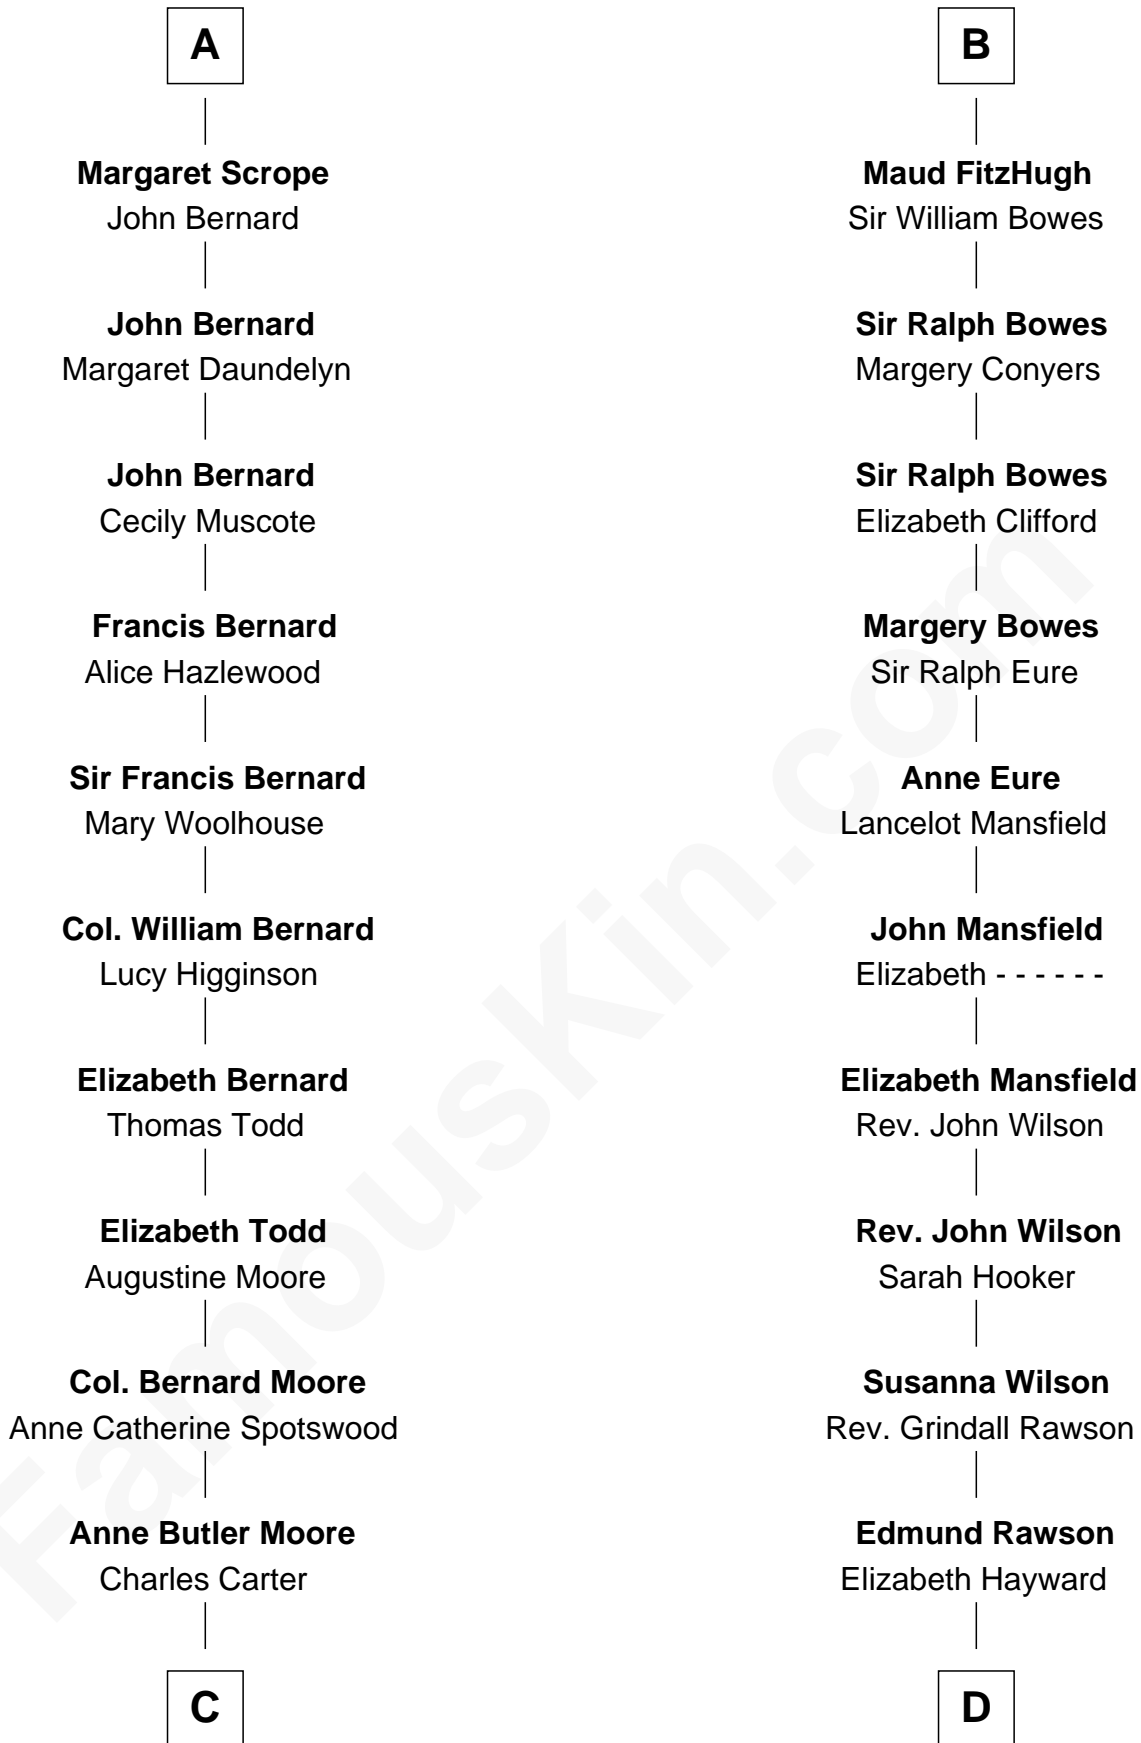 A
Margaret Scrope
John Bernard
John Bernard
Margaret Daundelyn
John Bernard
Cecily Muscote
Francis Bernard
Alice Hazlewood
Sir Francis Bernard
Mary Woolhouse
Col. William Bernard
Lucy Higginson
Elizabeth Bernard
Thomas Todd
Elizabeth Todd
Augustine Moore
Col. Bernard Moore
Anne Catherine Spotswood
Anne Butler Moore
Charles Carter
C
B
Maud FitzHugh
Sir William Bowes
Sir Ralph Bowes
Margery Conyers
Sir Ralph Bowes
Elizabeth Clifford
Margery Bowes
Sir Ralph Eure
Anne Eure
Lancelot Mansfield
John Mansfield
Elizabeth - - - - - -
Elizabeth Mansfield
Rev. John Wilson
Rev. John Wilson
Sarah Hooker
Susanna Wilson
Rev. Grindall Rawson
Edmund Rawson
Elizabeth Hayward
D
FamousKin.com